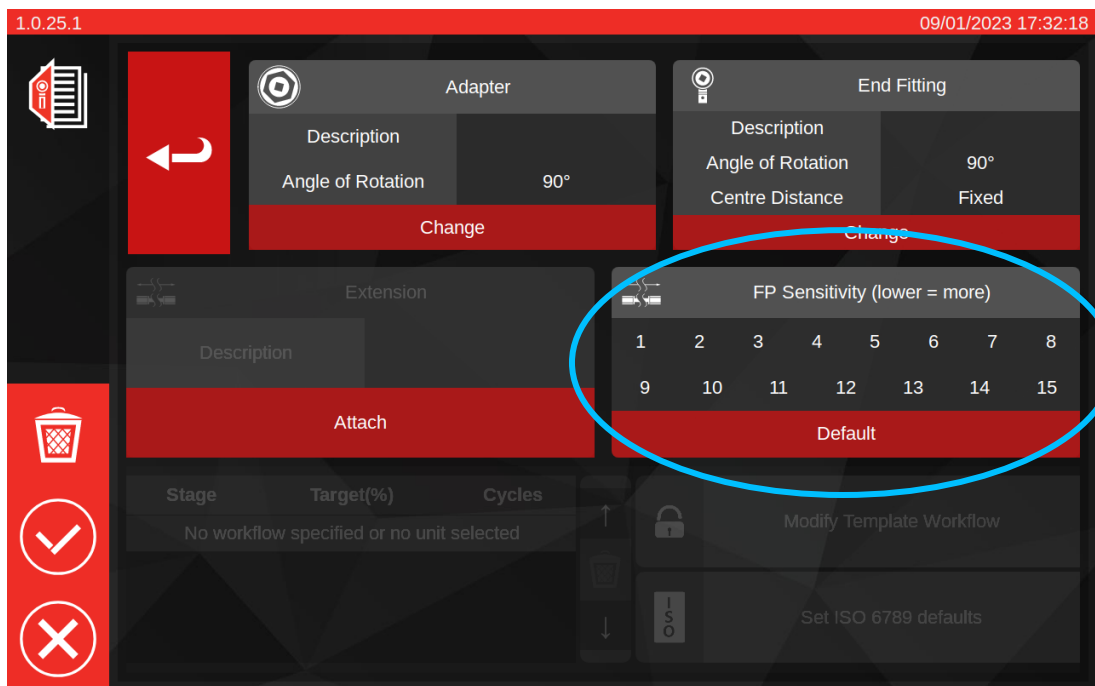 1.0.25.1
09/01/2023 17:32:18
Adapter
Description
Angle of Rotation 90°
Change
End Fitting
Description
Angle of Rotation 90°
Centre Distance Fixed
Change
Extension
Description
Attach
FP Sensitivity (lower = more)
1 2 3 4 5 6 7 8
9 10 11 12 13 14 15
Default
Stage Target(%) Cycles
No workflow specified or no unit selected
Modify Template Workflow
ISO
Set ISO 6789 defaults